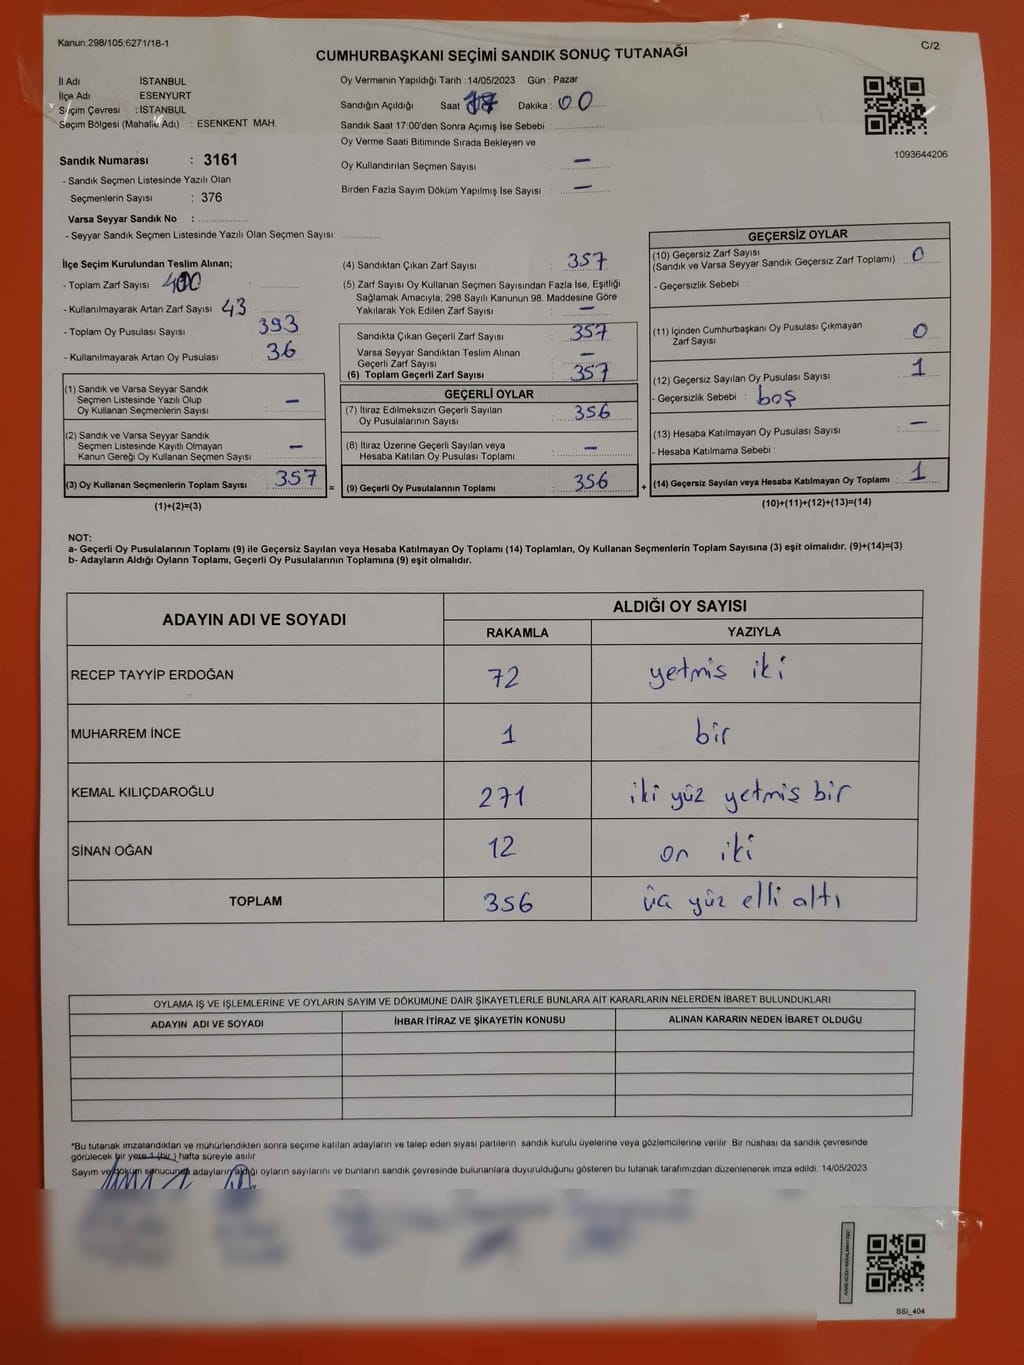 Kanun;298/105;6271/18-1
C/2
CUMHURBAŞKANI SEÇİMİ SANDIK SONUÇ TUTANAĞI
İl Adı : İSTANBUL
İlçe Adı : ESENYURT
Seçim Çevresi : İSTANBUL
Seçim Bölgesi (Mahalle Adı) : ESENKENT MAH.
Oy Vermenin Yapıldığı Tarih :14/05/2023 Gün : Pazar
Sandığın Açıldığı Saat 17 Dakika : 00
Sandık Saat 17:00'den Sonra Açımış İse Sebebi :
Oy Verme Saati Bitiminde Sırada Bekleyen ve
Oy Kullandırılan Seçmen Sayısı : —
Birden Fazla Sayım Döküm Yapılmış İse Sayısı : —
1093644206
Sandık Numarası : 3161
- Sandık Seçmen Listesinde Yazılı Olan
Seçmenlerin Sayısı : 376
Varsa Seyyar Sandık No :
- Seyyar Sandık Seçmen Listesinde Yazılı Olan Seçmen Sayısı:
İlçe Seçim Kurulundan Teslim Alınan;
- Toplam Zarf Sayısı : 400
- Kullanılmayarak Artan Zarf Sayısı : 43
- Toplam Oy Pusulası Sayısı : 393
- Kullanılmayarak Artan Oy Pusulası : 36
(1) Sandık ve Varsa Seyyar Sandık
Seçmen Listesinde Yazılı Olup
Oy Kullanan Seçmenlerin Sayısı : —
(2) Sandık ve Varsa Seyyar Sandık
Seçmen Listesinde Kayıtlı Olmayan
Kanun Gereği Oy Kullanan Seçmen Sayısı : —
(3) Oy Kullanan Seçmenlerin Toplam Sayısı : 357
(1)+(2)=(3)
(4) Sandıktan Çıkan Zarf Sayısı : 357
(5) Zarf Sayısı Oy Kullanan Seçmen Sayısından Fazla İse, Eşitliği
Sağlamak Amacıyla; 298 Sayılı Kanunun 98. Maddesine Göre
Yakılarak Yok Edilen Zarf Sayısı : —
Sandıkta Çıkan Geçerli Zarf Sayısı : 357
Varsa Seyyar Sandıktan Teslim Alınan
Geçerli Zarf Sayısı : —
(6) Toplam Geçerli Zarf Sayısı : 357
GEÇERLİ OYLAR
(7) İtiraz Edilmeksizin Geçerli Sayılan
Oy Pusulalarının Sayısı : 356
(8) İtiraz Üzerine Geçerli Sayılan veya
Hesaba Katılan Oy Pusulası Toplamı : —
= (9) Geçerli Oy Pusulalarının Toplamı : 356
GEÇERSİZ OYLAR
(10) Geçersiz Zarf Sayısı
(Sandık ve Varsa Seyyar Sandık Geçersiz Zarf Toplamı) : 0
- Geçersizlik Sebebi :
(11) İçinden Cumhurbaşkanı Oy Pusulası Çıkmayan
Zarf Sayısı : 0
(12) Geçersiz Sayılan Oy Pusulası Sayısı : 1
- Geçersizlik Sebebi : boş
(13) Hesaba Katılmayan Oy Pusulası Sayısı : —
- Hesaba Katılmama Sebebi :
+ (14) Geçersiz Sayılan veya Hesaba Katılmayan Oy Toplamı : 1
(10)+(11)+(12)+(13)=(14)
NOT:
a- Geçerli Oy Pusulalarının Toplamı (9) ile Geçersiz Sayılan veya Hesaba Katılmayan Oy Toplamı (14) Toplamları, Oy Kullanan Seçmenlerin Toplam Sayısına (3) eşit olmalıdır. (9)+(14)=(3)
b- Adayların Aldığı Oyların Toplamı, Geçerli Oy Pusulalarının Toplamına (9) eşit olmalıdır.
ADAYIN ADI VE SOYADI ALDIĞI OY SAYISI
RAKAMLA YAZIYLA
RECEP TAYYİP ERDOĞAN 72 yetmiş iki
MUHARREM İNCE 1 bir
KEMAL KILIÇDAROĞLU 271 iki yüz yetmiş bir
SİNAN OĞAN 12 on iki
TOPLAM 356 üç yüz elli altı
OYLAMA İŞ VE İŞLEMLERİNE VE OYLARIN SAYIM VE DÖKÜMÜNE DAİR ŞİKAYETLERLE BUNLARA AİT KARARLARIN NELERDEN İBARET BULUNDUKLARI
ADAYIN ADI VE SOYADI İHBAR İTİRAZ VE ŞİKAYETİN KONUSU ALINAN KARARIN NEDEN İBARET OLDUĞU
*Bu tutanak imzalandıktan ve mühürlendikten sonra seçime katılan adayların ve talep eden siyasi partilerin sandık kurulu üyelerine veya gözlemcilerine verilir. Bir nüshası da sandık çevresinde
görülecek bir yere 1 (bir) hafta süreyle asılır.
Sayım ve döküm sonucunda adayların aldığı oyların sayılarını ve bunların sandık çevresinde bulunanlara duyurulduğunu gösteren bu tutanak tarafımızdan düzenlenerek imza edildi. 14/05/2023
SSI_404